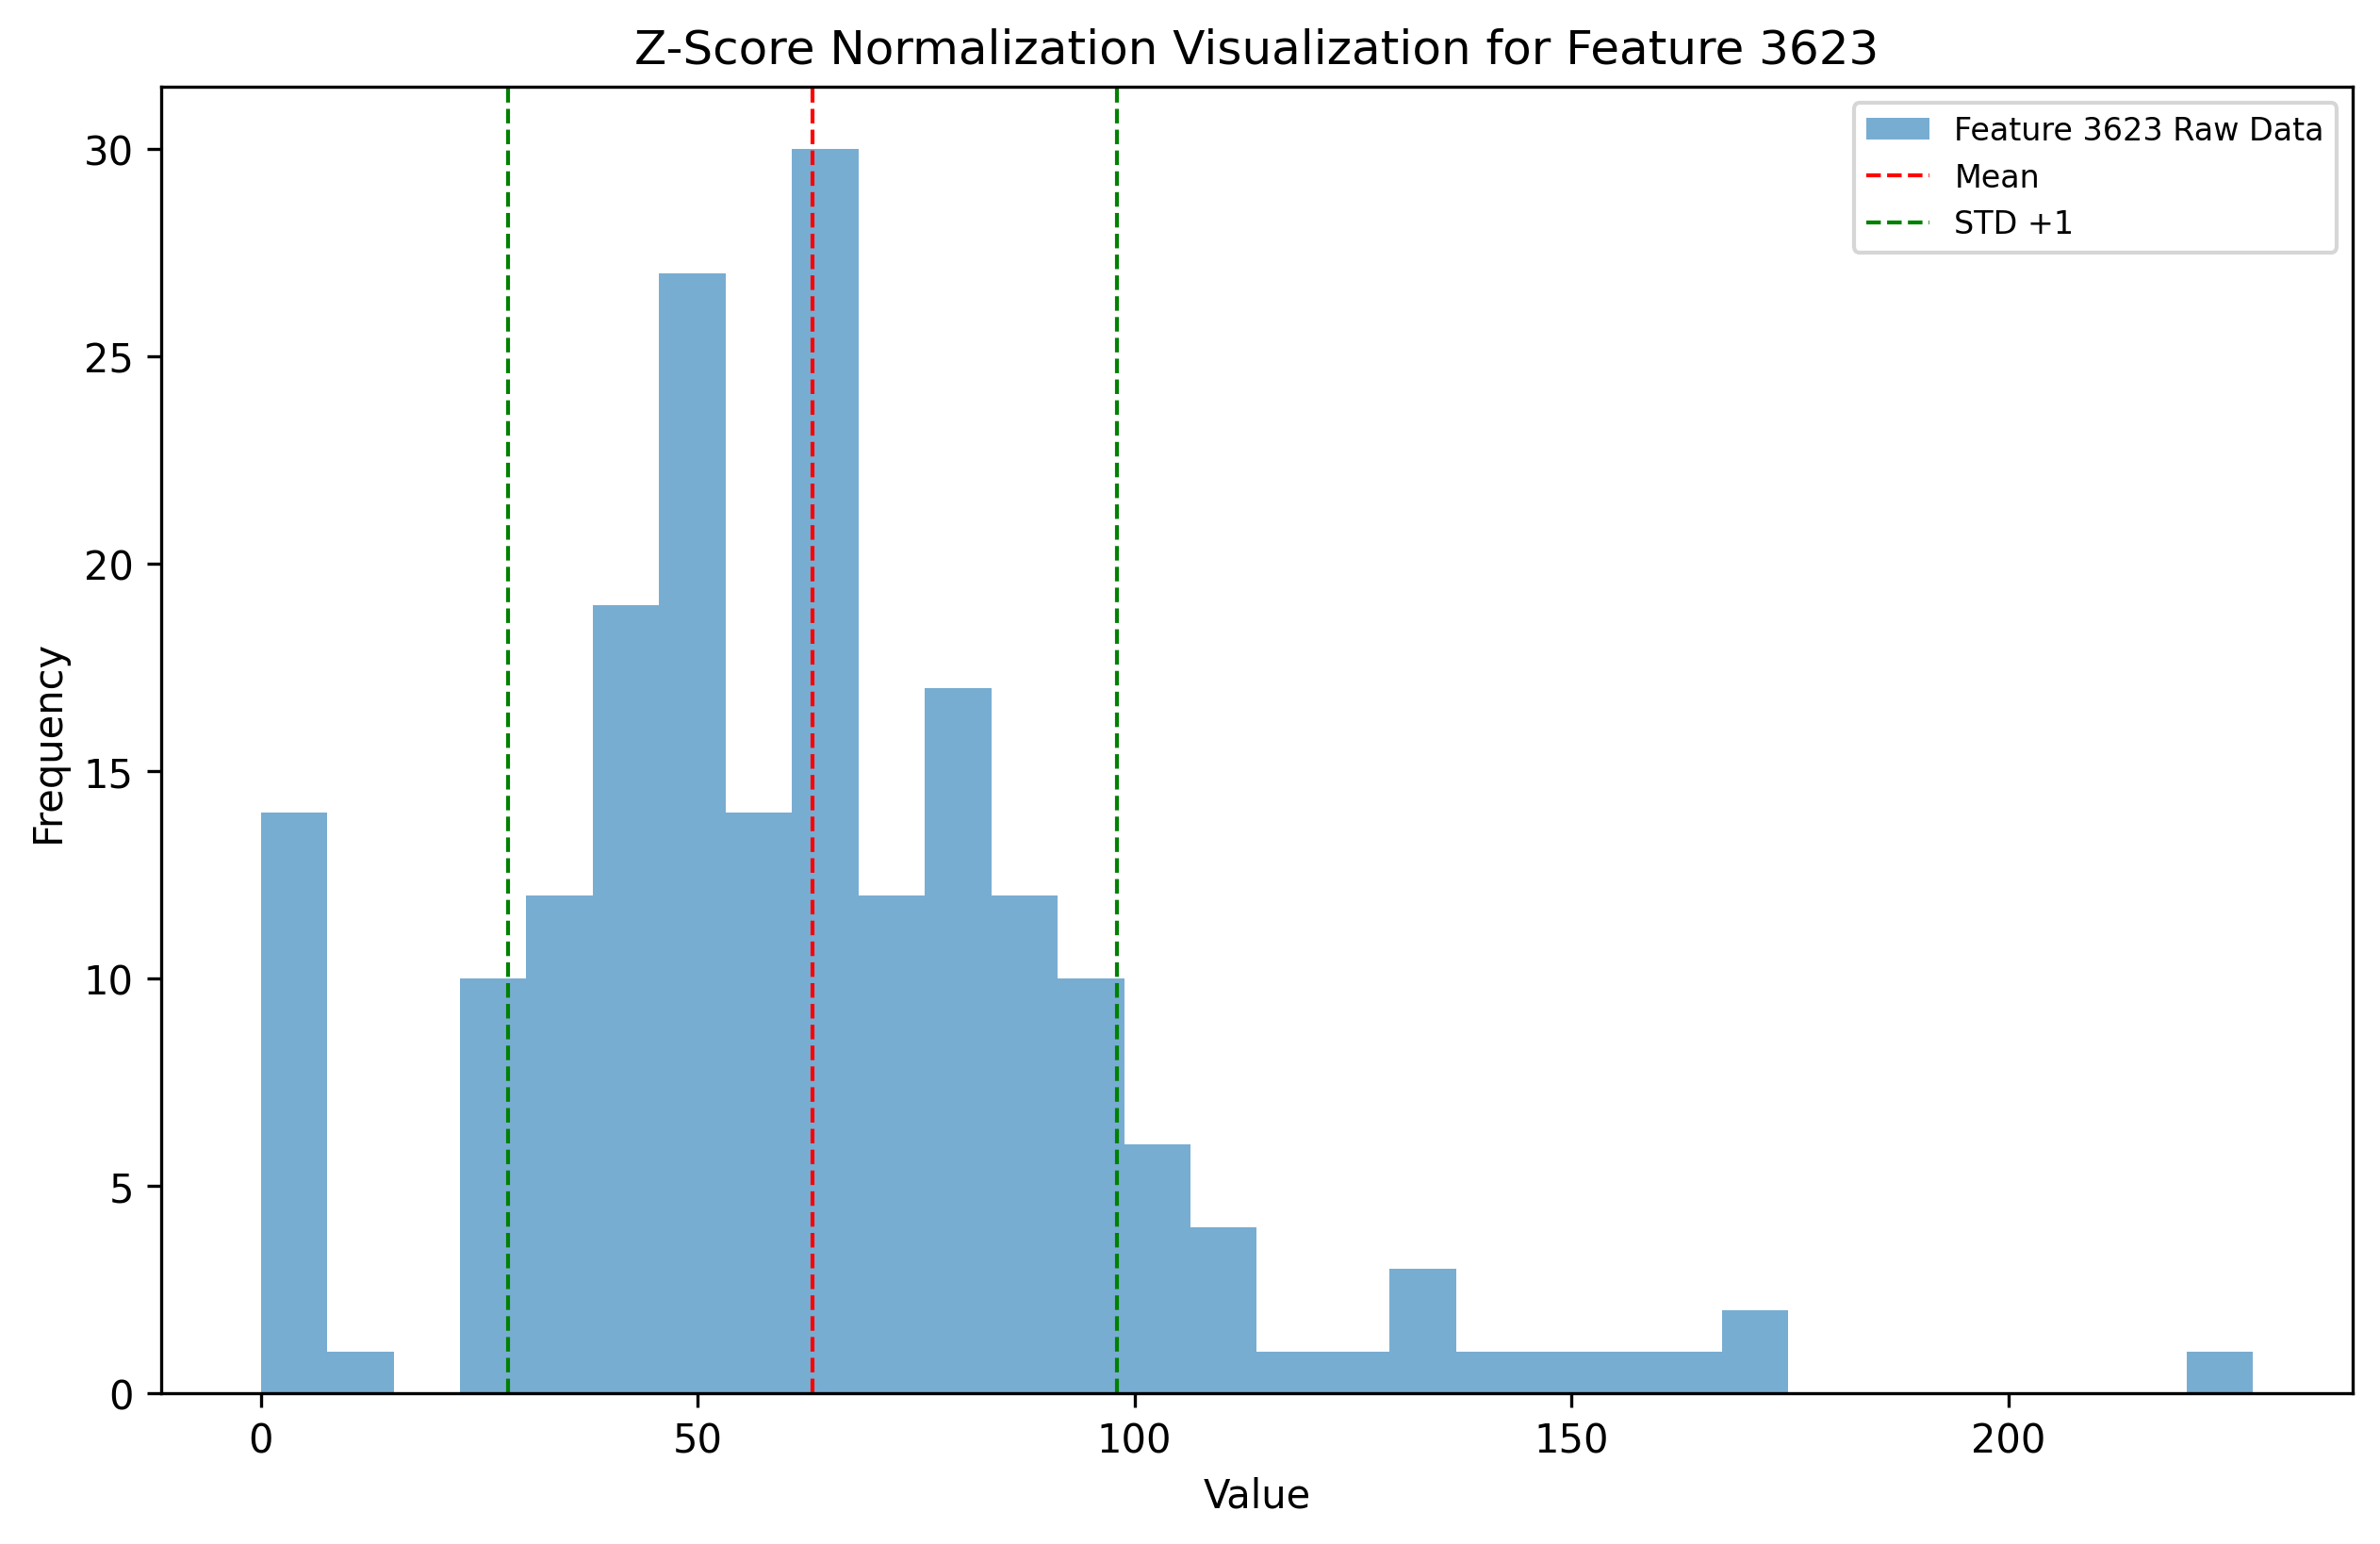 Z-Score Normalization Visualization for Feature 3623
Feature 3623 Raw Data
Mean
STD +1
Frequency
30
25
20
15
10
5
0
0 50 100 150 200
Value